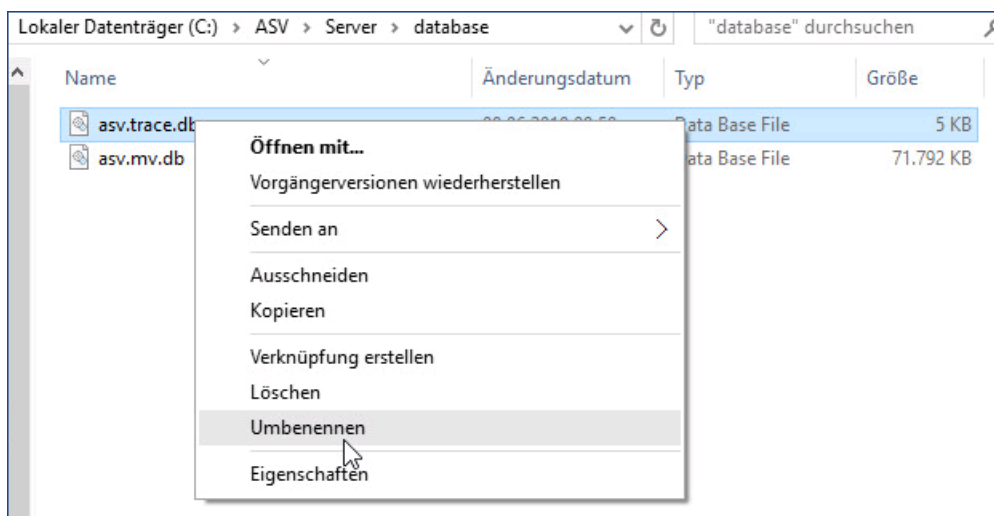 Lokaler Datenträger (C:) › ASV › Server › database "database" durchsuchen
Name Änderungsdatum Typ Größe
asv.trace.db Data Base File 5 KB
asv.mv.db Data Base File 71.792 KB
Öffnen mit...
Vorgängerversionen wiederherstellen
Senden an
Ausschneiden
Kopieren
Verknüpfung erstellen
Löschen
Umbenennen
Eigenschaften